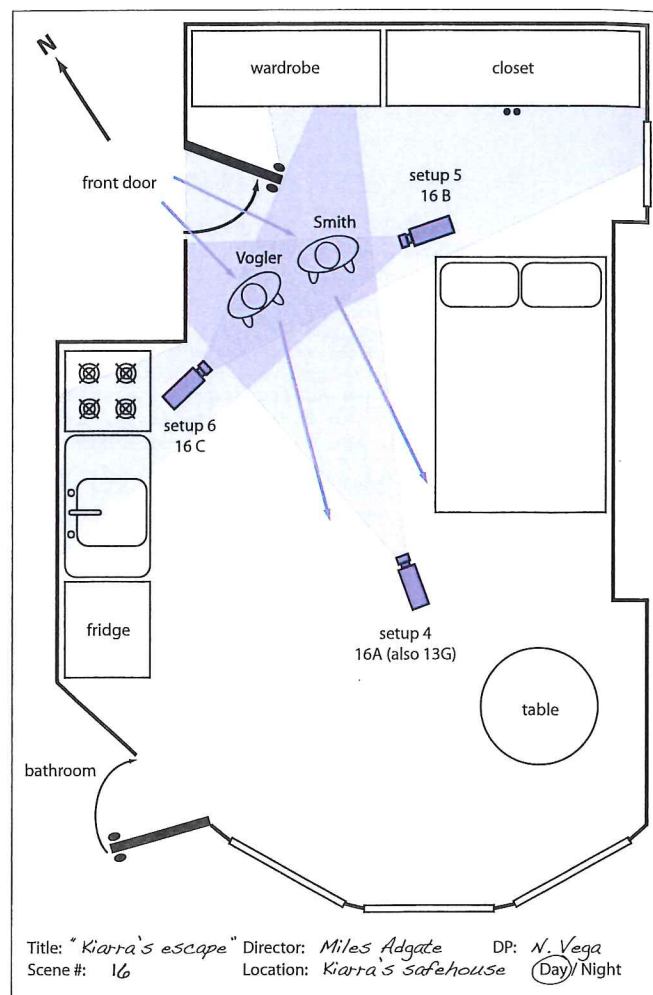 N
wardrobe
closet
front door
setup 5
16 B
Smith
Vogler
setup 6
16 C
fridge
setup 4
16A (also 13G)
table
bathroom
Title: "Kiarra's escape" Director: Miles Adgate DP: N. Vega
Scene #: 16 Location: Kiarra's safehouse Day / Night